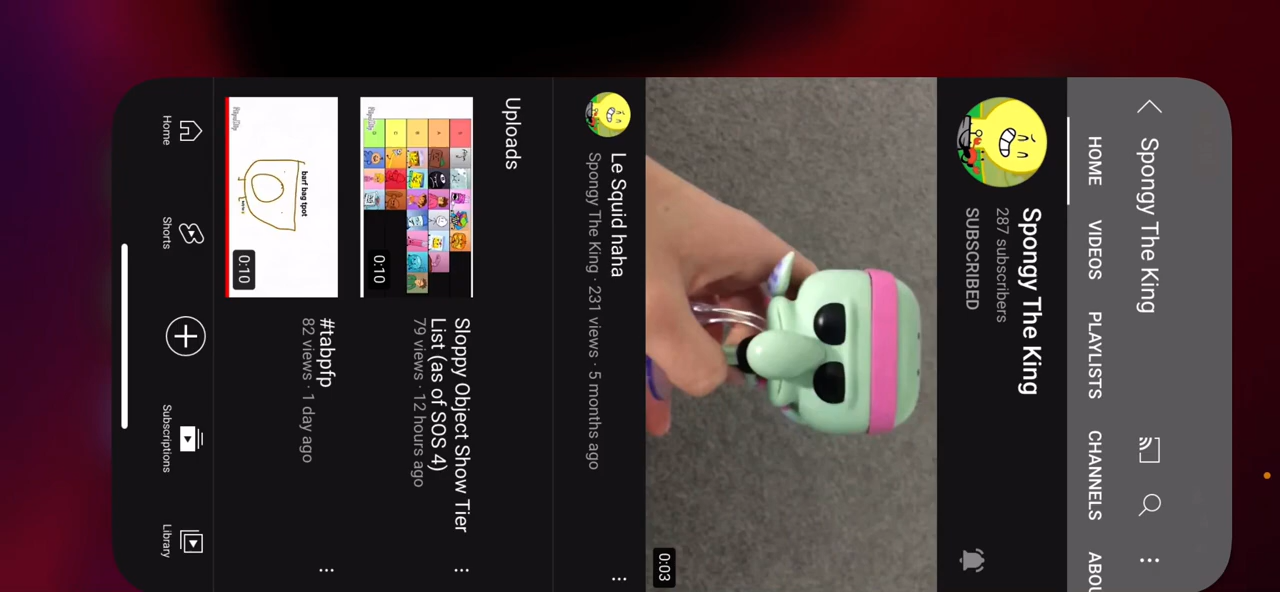 Spongy The King
HOME VIDEOS PLAYLISTS CHANNELS ABOU
Spongy The King
287 subscribers
SUBSCRIBED
0:03
Le Squid haha
Spongy The King · 231 views · 5 months ago
Uploads
0:10
Sloppy Object Show Tier
List (as of SOS 4)
79 views · 12 hours ago
barf bag tpot
0:10
#tabpfp
82 views · 1 day ago
Home
Shorts
Subscriptions
Library